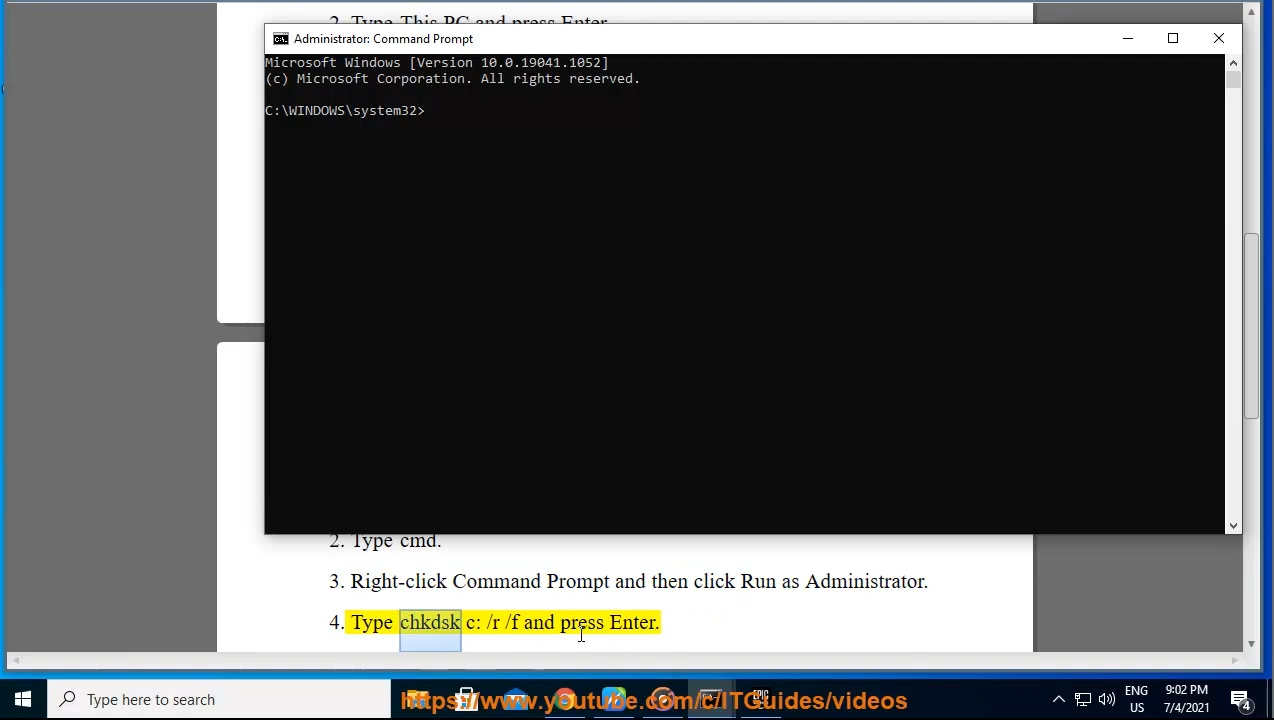 2. Type This PC and press Enter.
Administrator: Command Prompt
Microsoft Windows [Version 10.0.19041.1052]
(c) Microsoft Corporation. All rights reserved.
C:\WINDOWS\system32>
2. Type cmd.
3. Right-click Command Prompt and then click Run as Administrator.
4. Type chkdsk c: /r /f and press Enter.
Type here to search
https://www.youtube.com/c/ITGuides/videos
ENG
US
9:02 PM
7/4/2021
4